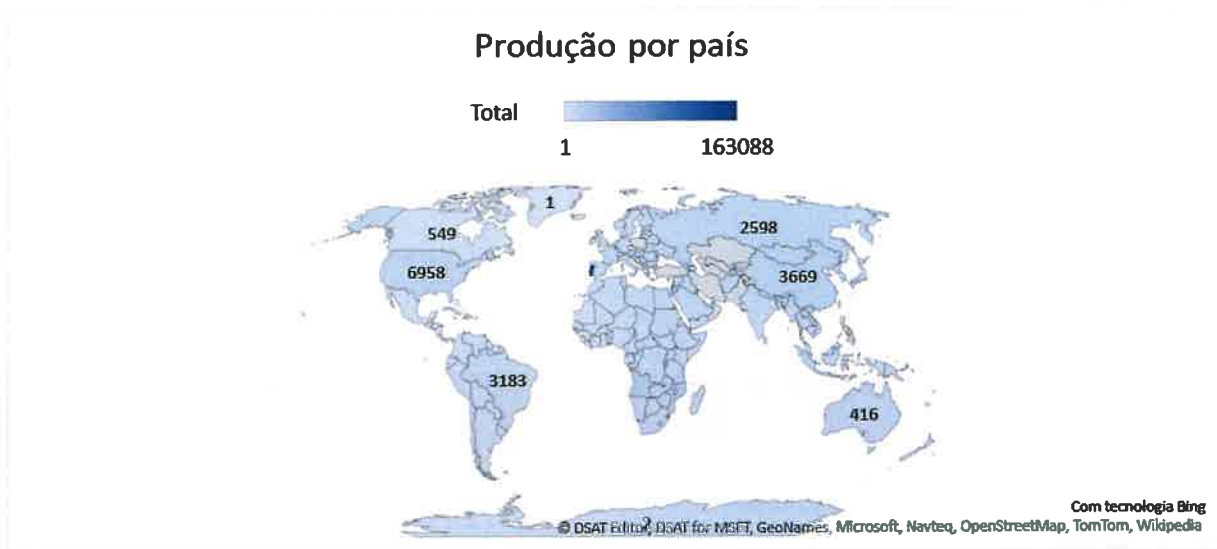 Produção por país
Total
1 163088
1
549
2598
6958
3669
3183
416
2
Com tecnologia Bing
© DSAT Editor, DSAT for MSFT, GeoNames, Microsoft, Navteq, OpenStreetMap, TomTom, Wikipedia